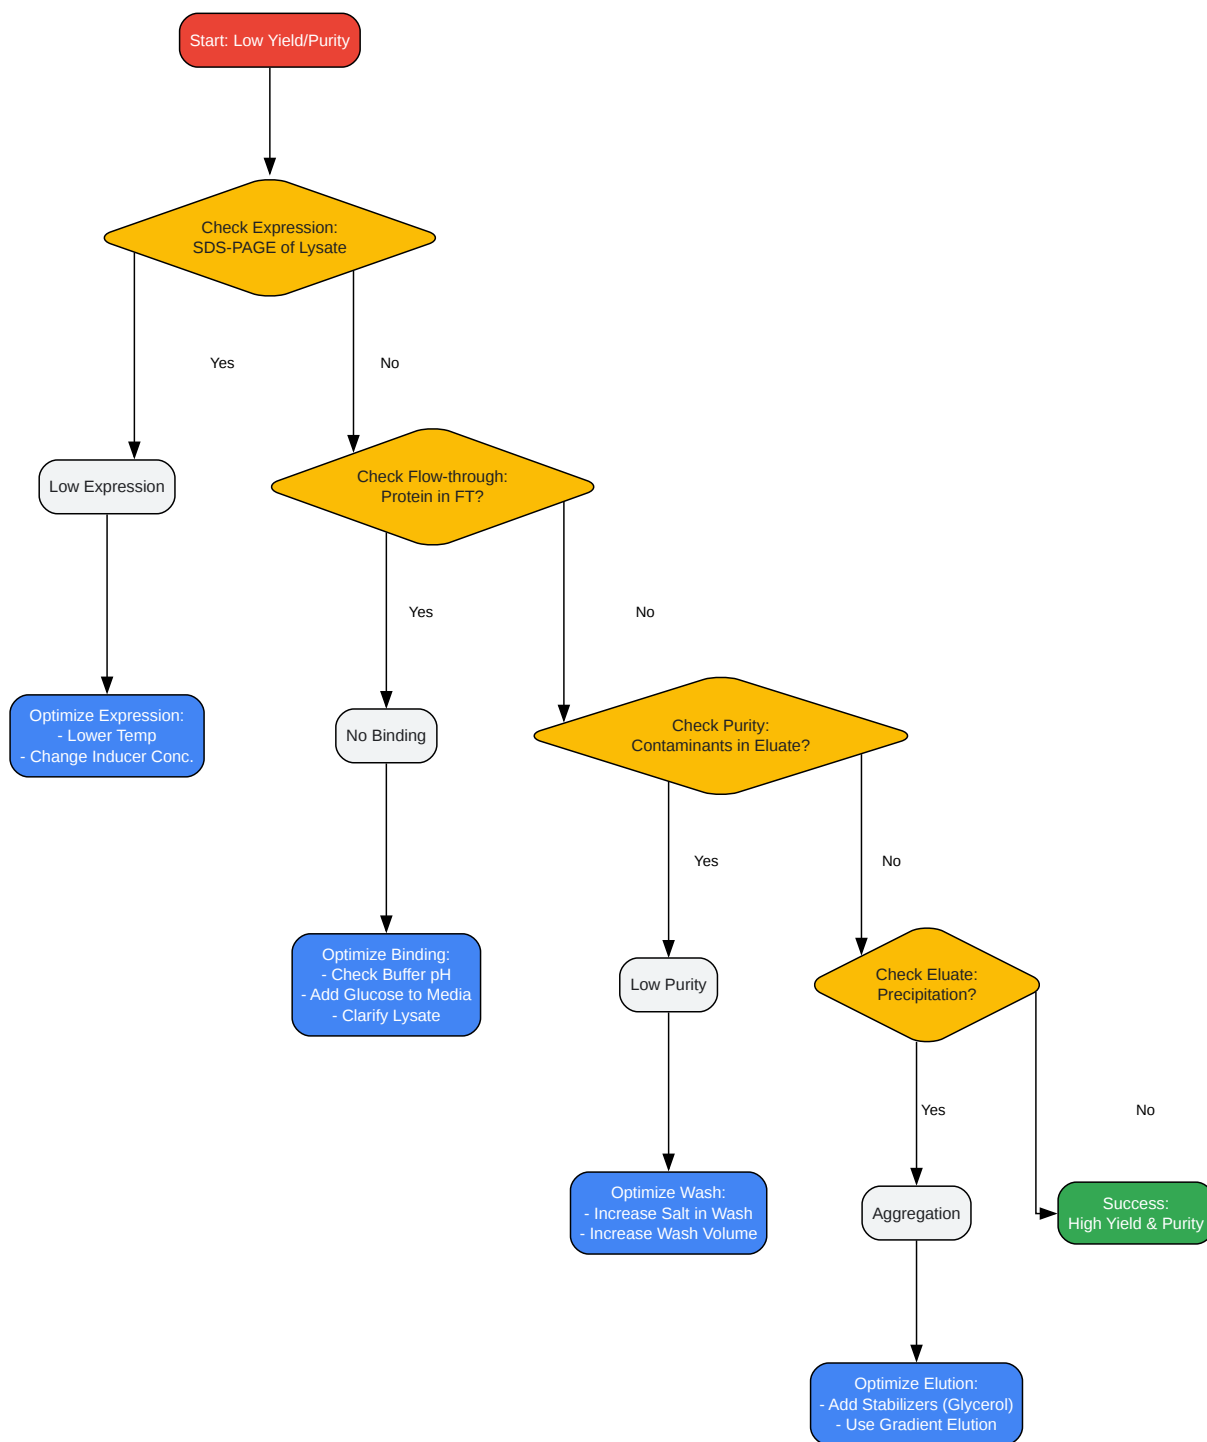 Start: Low Yield/Purity
Check Expression:
SDS-PAGE of Lysate
Yes
No
Low Expression
Check Flow-through:
Protein in FT?
Optimize Expression:
- Lower Temp
- Change Inducer Conc.
Yes
No
No Binding
Check Purity:
Contaminants in Eluate?
Optimize Binding:
- Check Buffer pH
- Add Glucose to Media
- Clarify Lysate
Yes
No
Low Purity
Check Eluate:
Precipitation?
Optimize Wash:
- Increase Salt in Wash
- Increase Wash Volume
Yes
No
Aggregation
Success:
High Yield & Purity
Optimize Elution:
- Add Stabilizers (Glycerol)
- Use Gradient Elution